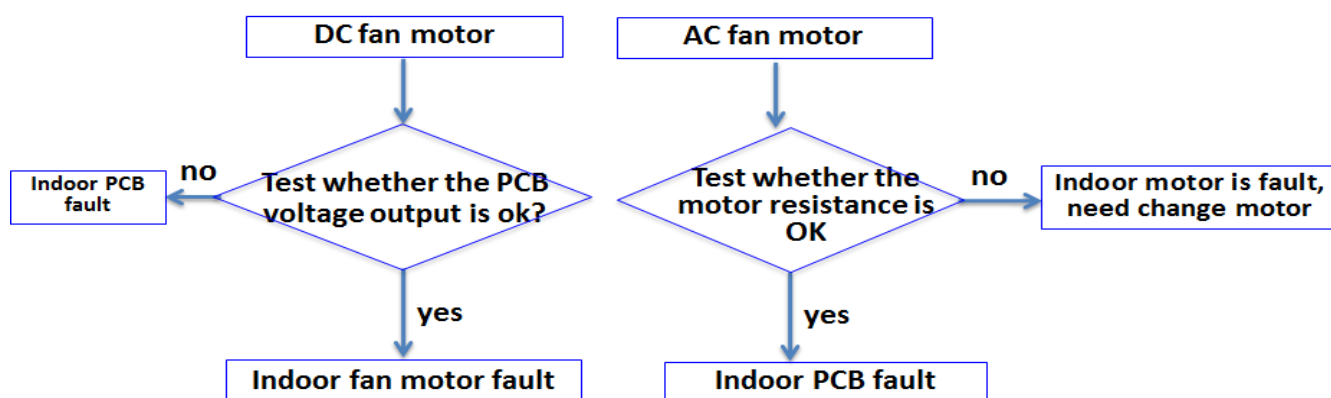 DC fan motor
AC fan motor
no
Indoor PCB
fault
Test whether the PCB
voltage output is ok?
Test whether the
motor resistance is
OK
no
Indoor motor is fault,
need change motor
yes
yes
Indoor fan motor fault
Indoor PCB fault